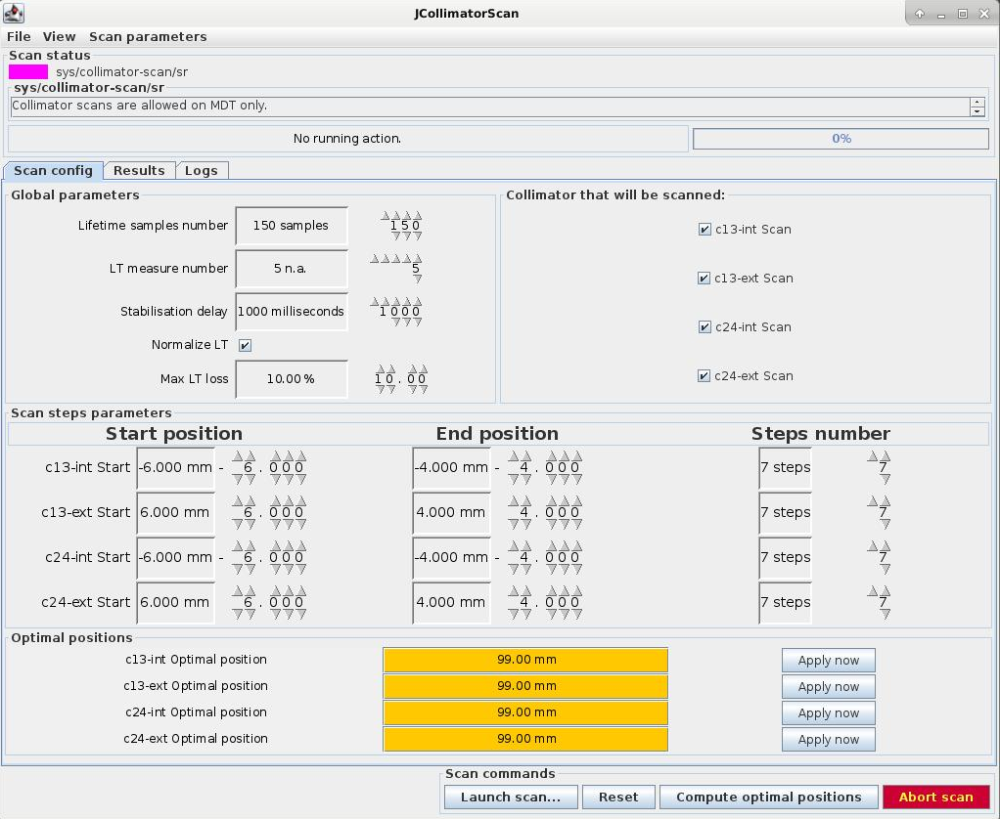 JCollimatorScan
File View Scan parameters
Scan status
sys/collimator-scan/sr
sys/collimator-scan/sr
Collimator scans are allowed on MDT only.
No running action. 0%
Scan config Results Logs
Global parameters
Lifetime samples number 150 samples 150
LT measure number 5 n.a. 5
Stabilisation delay 1000 milliseconds 1000
Normalize LT
Max LT loss 10.00 % 10.00
Collimator that will be scanned:
c13-int Scan
c13-ext Scan
c24-int Scan
c24-ext Scan
Scan steps parameters
Start position End position Steps number
c13-int Start -6.000 mm - 6.000 -4.000 mm - 4.000 7 steps 7
c13-ext Start 6.000 mm 6.000 4.000 mm 4.000 7 steps 7
c24-int Start -6.000 mm - 6.000 -4.000 mm - 4.000 7 steps 7
c24-ext Start 6.000 mm 6.000 4.000 mm 4.000 7 steps 7
Optimal positions
c13-int Optimal position 99.00 mm Apply now
c13-ext Optimal position 99.00 mm Apply now
c24-int Optimal position 99.00 mm Apply now
c24-ext Optimal position 99.00 mm Apply now
Scan commands
Launch scan... Reset Compute optimal positions Abort scan